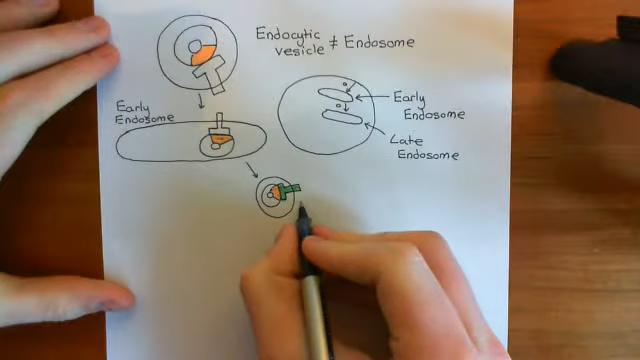 Endocytic
vesicle ≠ Endosome
Early
Endosome
Early
Endosome
Late
Endosome